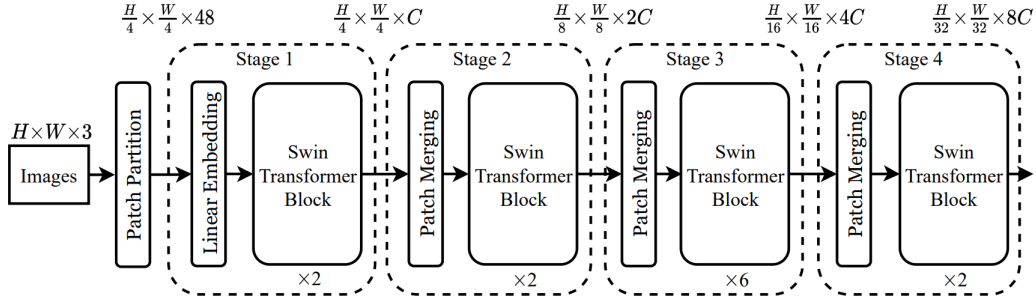 H/4 × W/4 × 48
H/4 × W/4 × C
H/8 × W/8 × 2C
H/16 × W/16 × 4C
H/32 × W/32 × 8C
Stage 1
Stage 2
Stage 3
Stage 4
H×W×3
Images
Patch Partition
Linear Embedding
Swin
Transformer
Block
×2
Patch Merging
Swin
Transformer
Block
×2
Patch Merging
Swin
Transformer
Block
×6
Patch Merging
Swin
Transformer
Block
×2